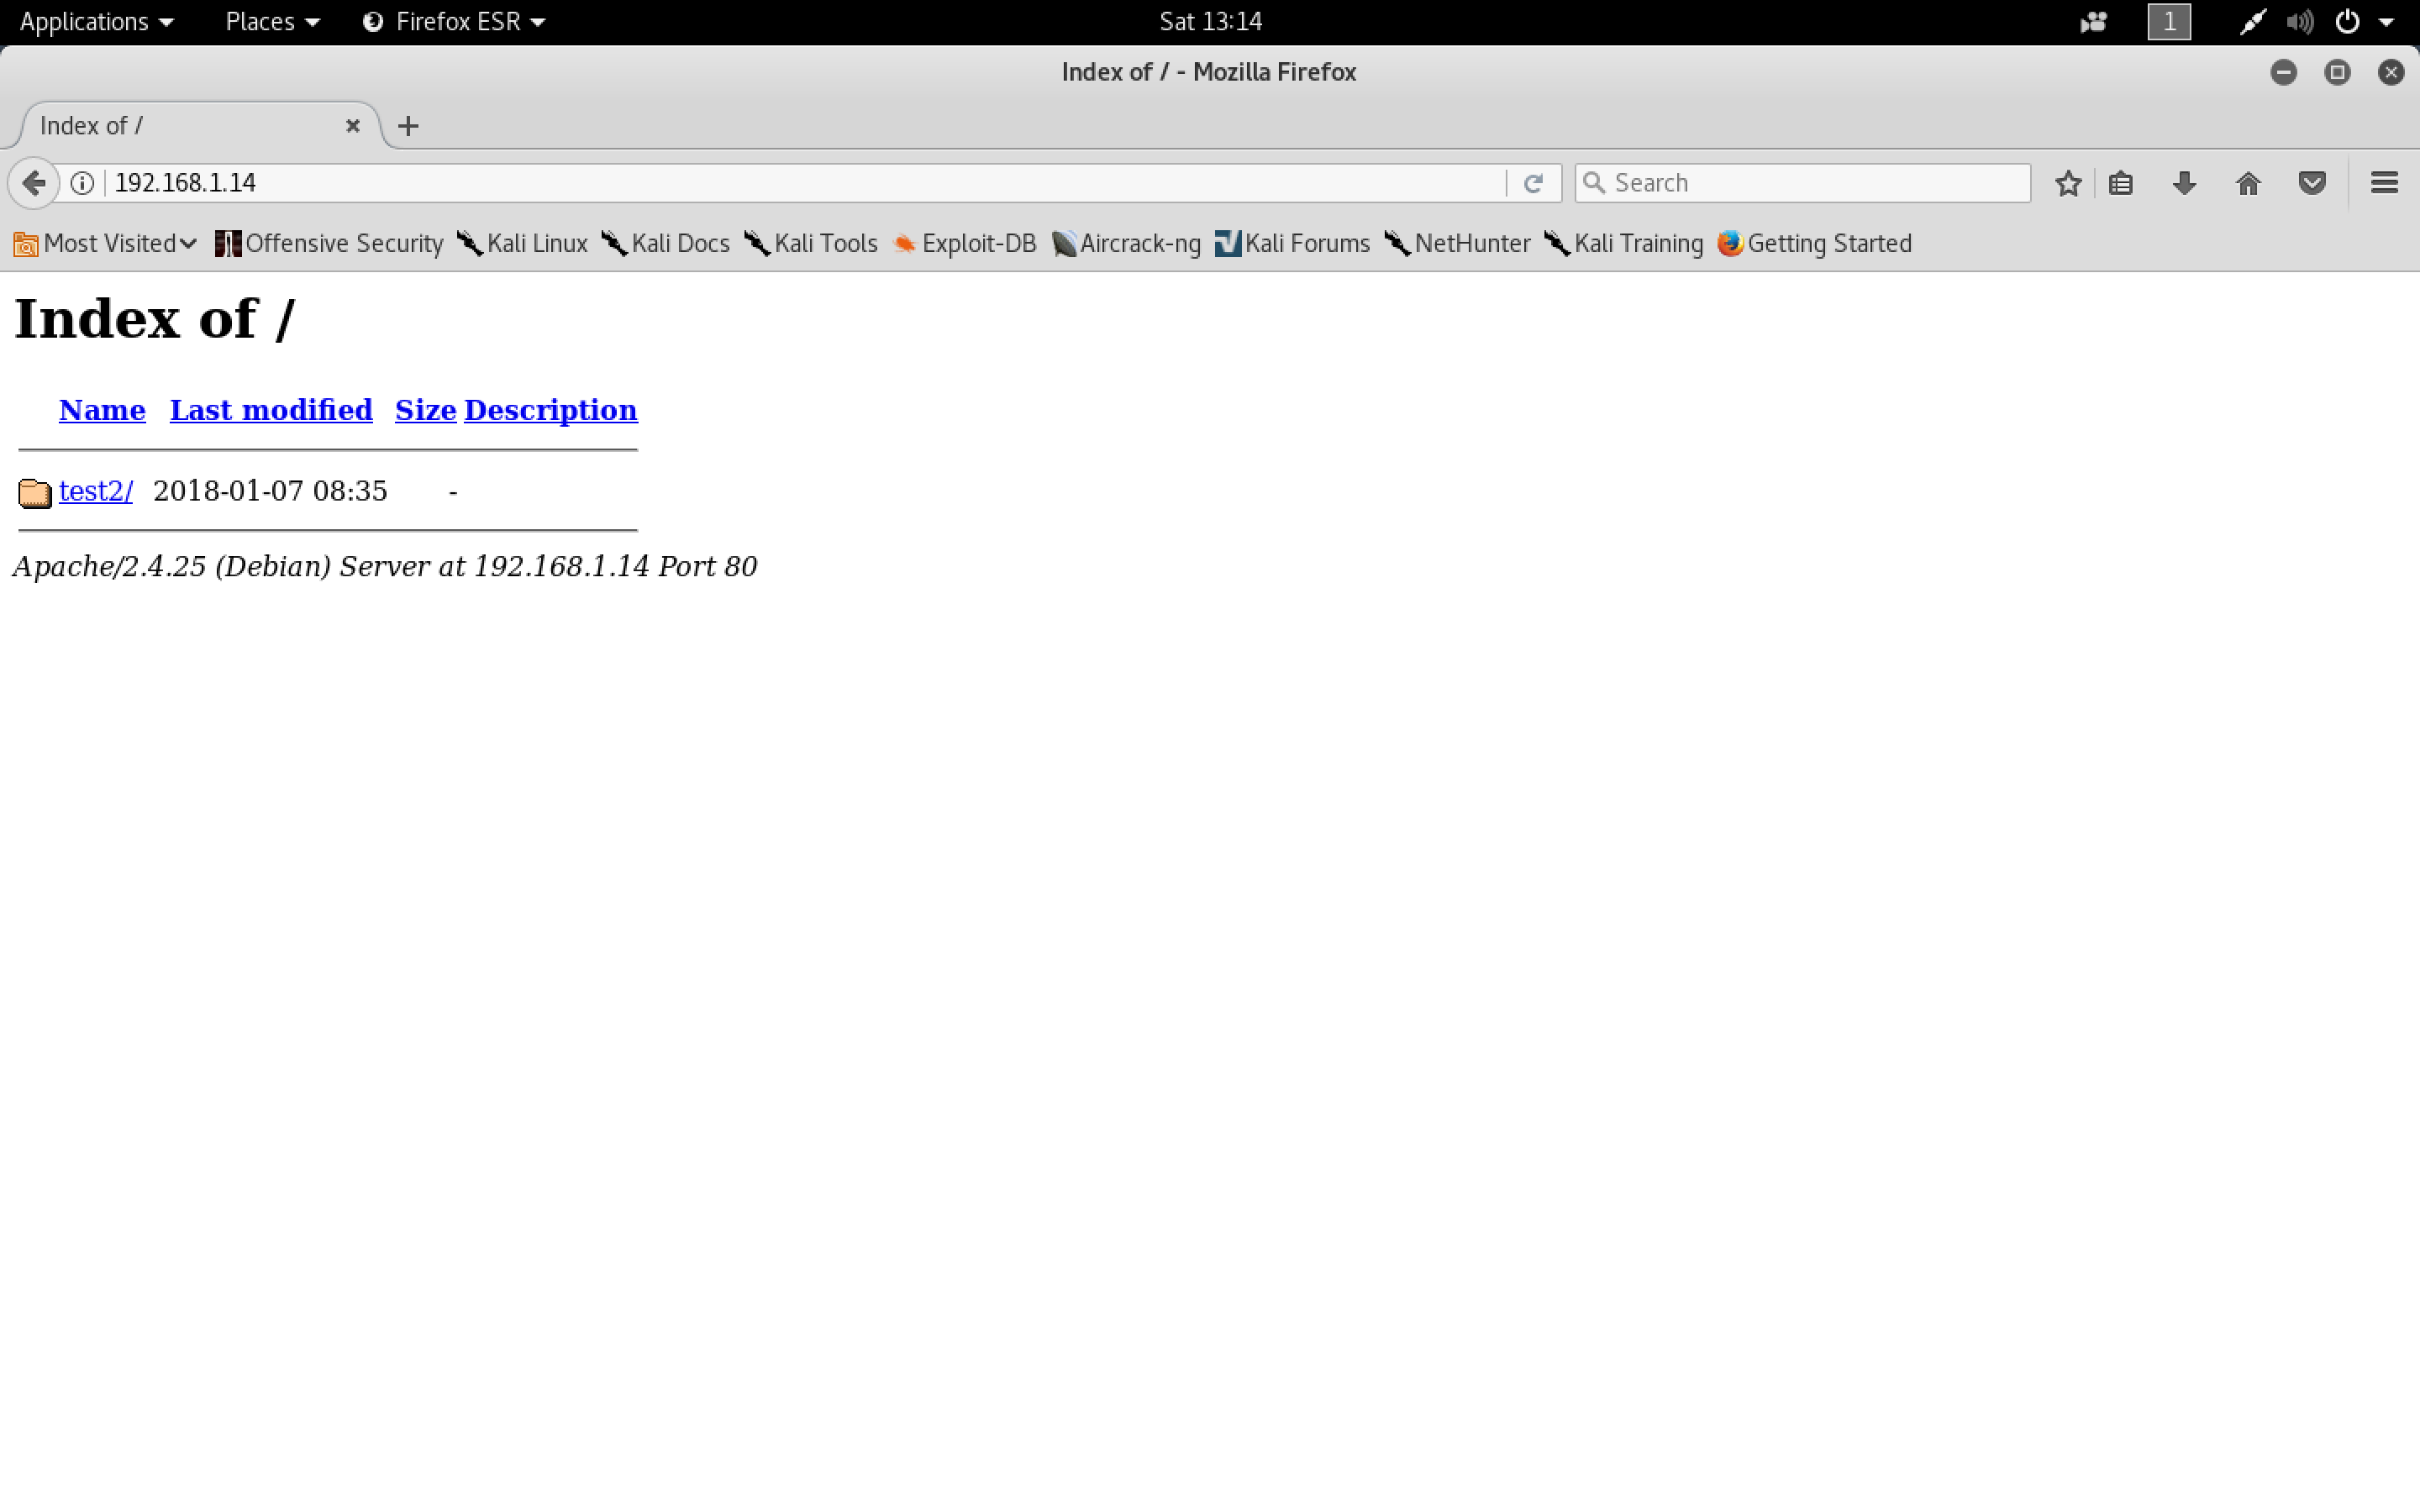 Applications Places Firefox ESR Sat 13:14 1
Index of / - Mozilla Firefox
Index of /
192.168.1.14 Search
Most Visited Offensive Security Kali Linux Kali Docs Kali Tools Exploit-DB Aircrack-ng Kali Forums NetHunter Kali Training Getting Started
Index of /
Name Last modified Size Description
test2/ 2018-01-07 08:35 -
Apache/2.4.25 (Debian) Server at 192.168.1.14 Port 80